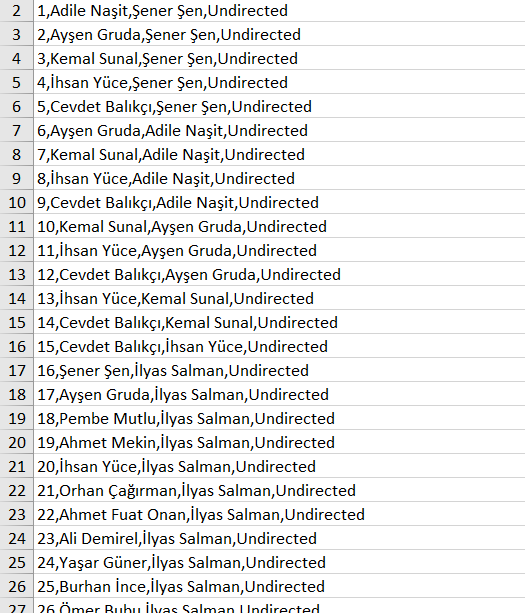 2 1,Adile Naşit,Şener Şen,Undirected
3 2,Ayşen Gruda,Şener Şen,Undirected
4 3,Kemal Sunal,Şener Şen,Undirected
5 4,İhsan Yüce,Şener Şen,Undirected
6 5,Cevdet Balıkçı,Şener Şen,Undirected
7 6,Ayşen Gruda,Adile Naşit,Undirected
8 7,Kemal Sunal,Adile Naşit,Undirected
9 8,İhsan Yüce,Adile Naşit,Undirected
10 9,Cevdet Balıkçı,Adile Naşit,Undirected
11 10,Kemal Sunal,Ayşen Gruda,Undirected
12 11,İhsan Yüce,Ayşen Gruda,Undirected
13 12,Cevdet Balıkçı,Ayşen Gruda,Undirected
14 13,İhsan Yüce,Kemal Sunal,Undirected
15 14,Cevdet Balıkçı,Kemal Sunal,Undirected
16 15,Cevdet Balıkçı,İhsan Yüce,Undirected
17 16,Şener Şen,İlyas Salman,Undirected
18 17,Ayşen Gruda,İlyas Salman,Undirected
19 18,Pembe Mutlu,İlyas Salman,Undirected
20 19,Ahmet Mekin,İlyas Salman,Undirected
21 20,İhsan Yüce,İlyas Salman,Undirected
22 21,Orhan Çağırman,İlyas Salman,Undirected
23 22,Ahmet Fuat Onan,İlyas Salman,Undirected
24 23,Ali Demirel,İlyas Salman,Undirected
25 24,Yaşar Güner,İlyas Salman,Undirected
26 25,Burhan İnce,İlyas Salman,Undirected
27 26,Ömer Bubu,İlyas Salman,Undirected